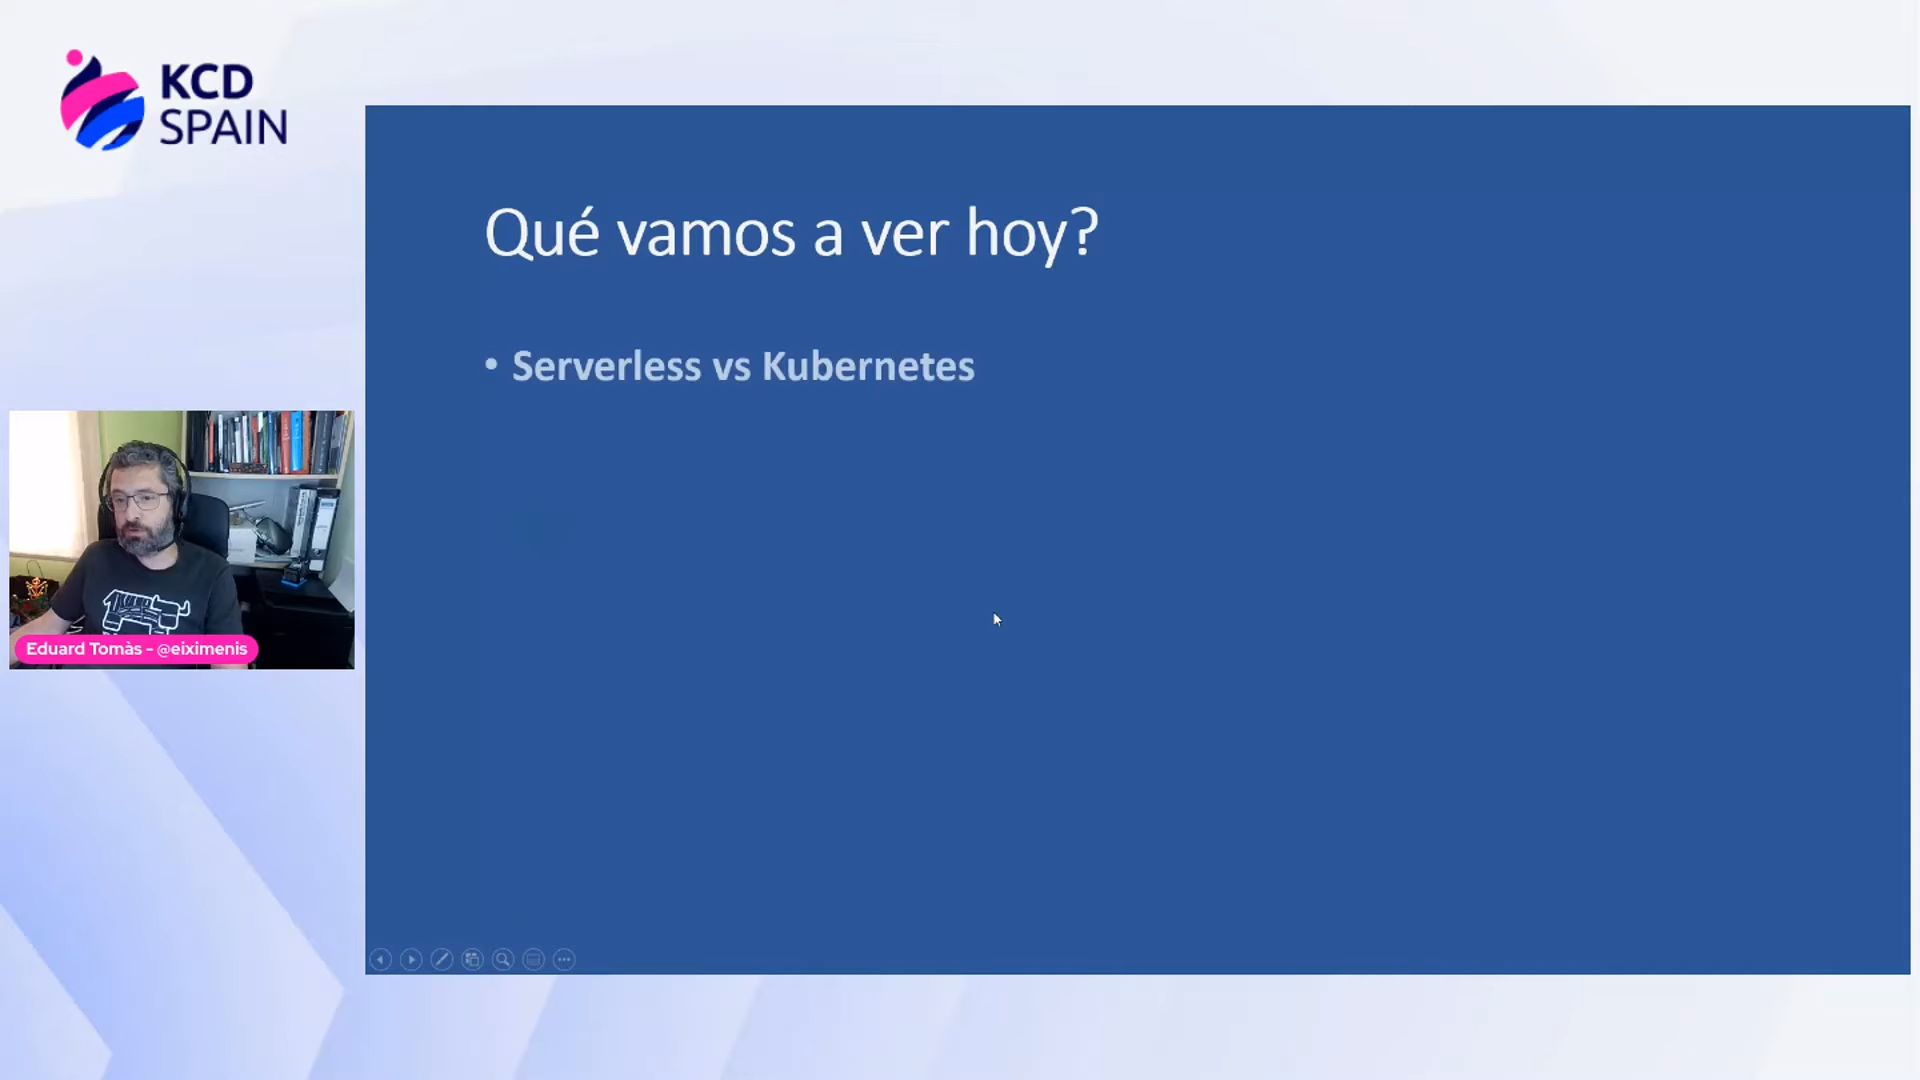 KCD
SPAIN
Qué vamos a ver hoy?
• Serverless vs Kubernetes
Eduard Tomàs - @eiximenis